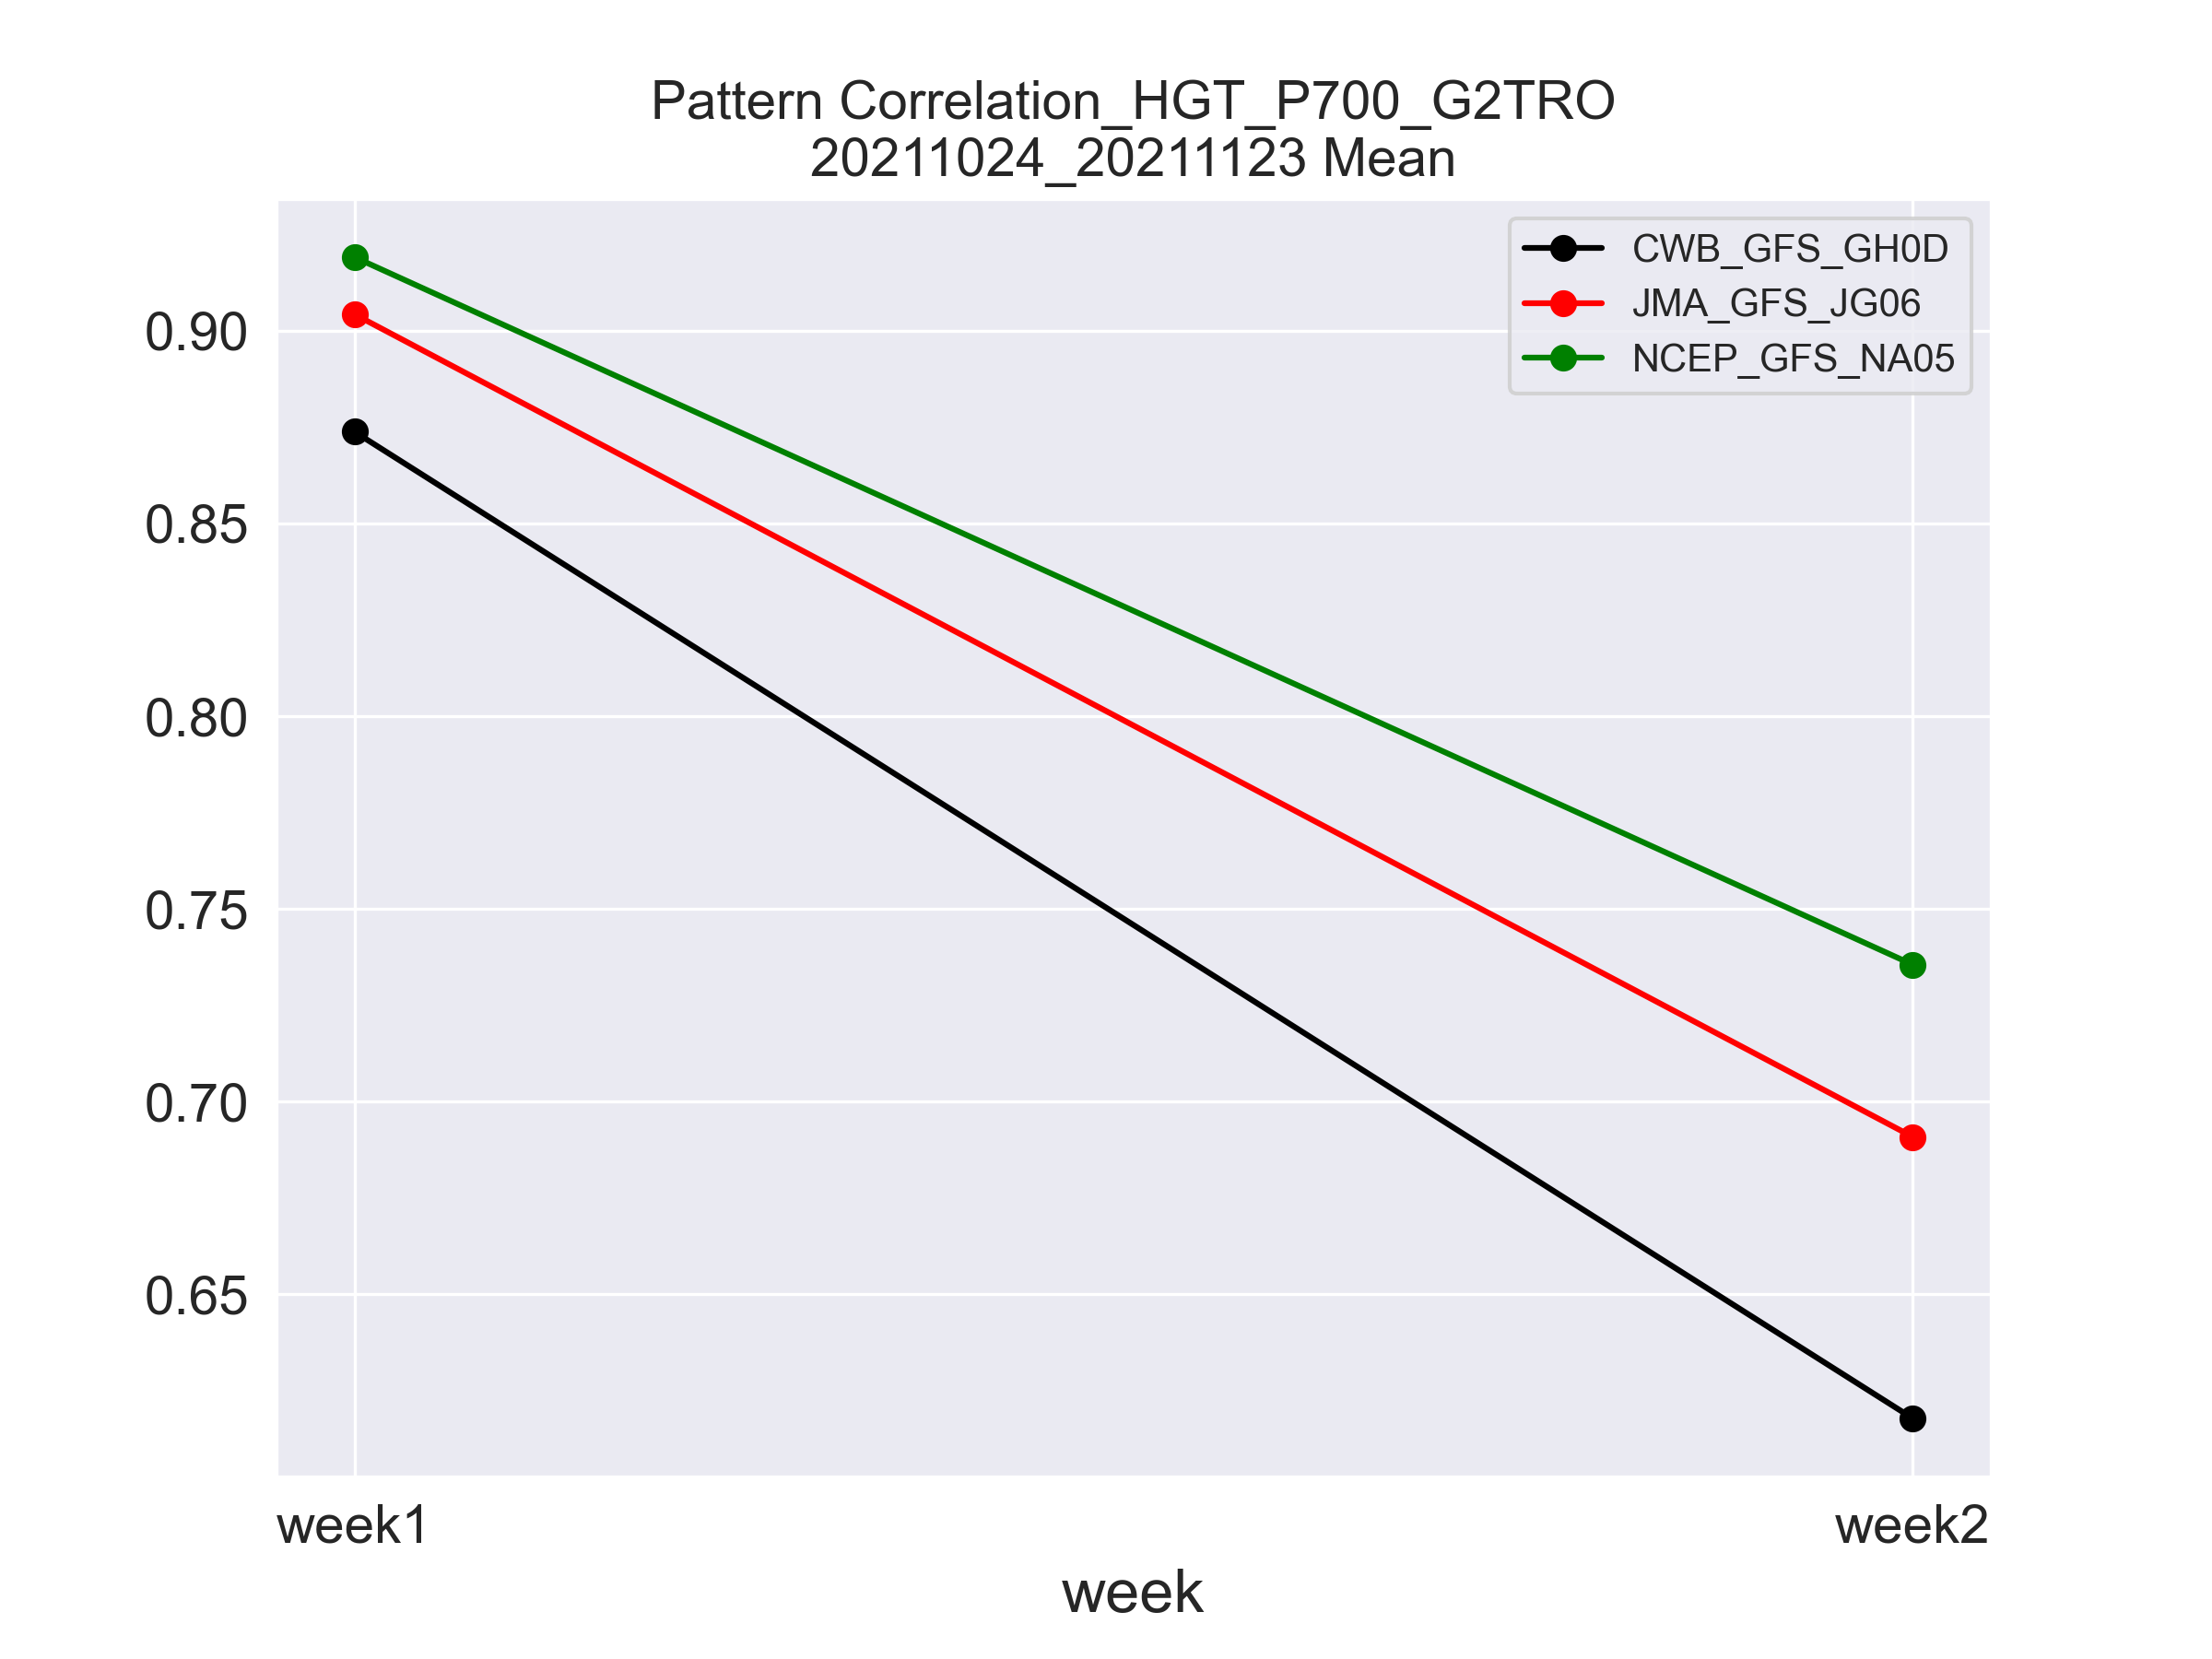 Pattern Correlation_HGT_P700_G2TRO
20211024_20211123 Mean
CWB_GFS_GH0D
JMA_GFS_JG06
NCEP_GFS_NA05
0.90
0.85
0.80
0.75
0.70
0.65
week1
week2
week